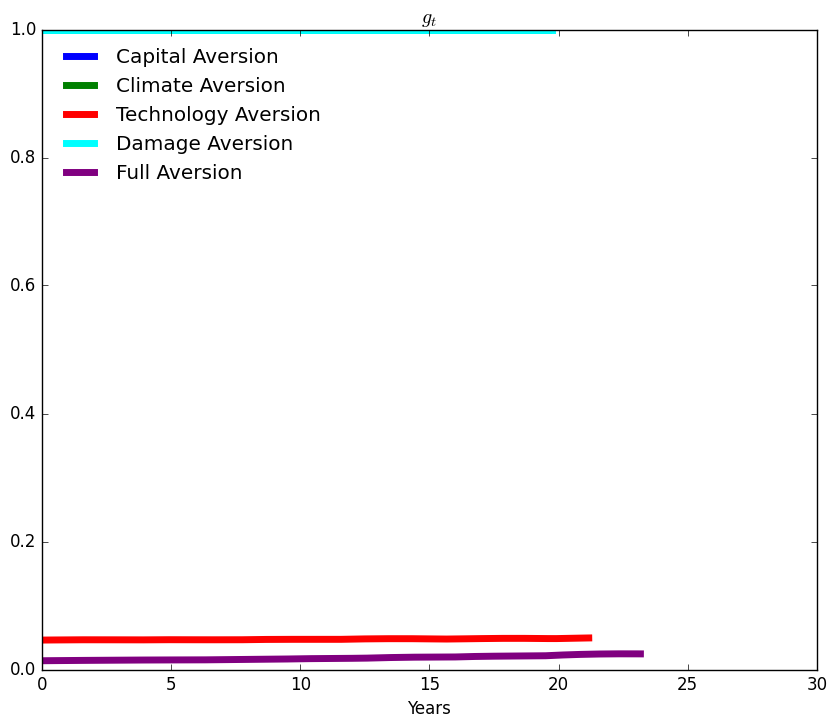 g_t
1.0
Capital Aversion
Climate Aversion
Technology Aversion
Damage Aversion
Full Aversion
0.8
0.6
0.4
0.2
0.0
0 5 10 15 20 25 30
Years